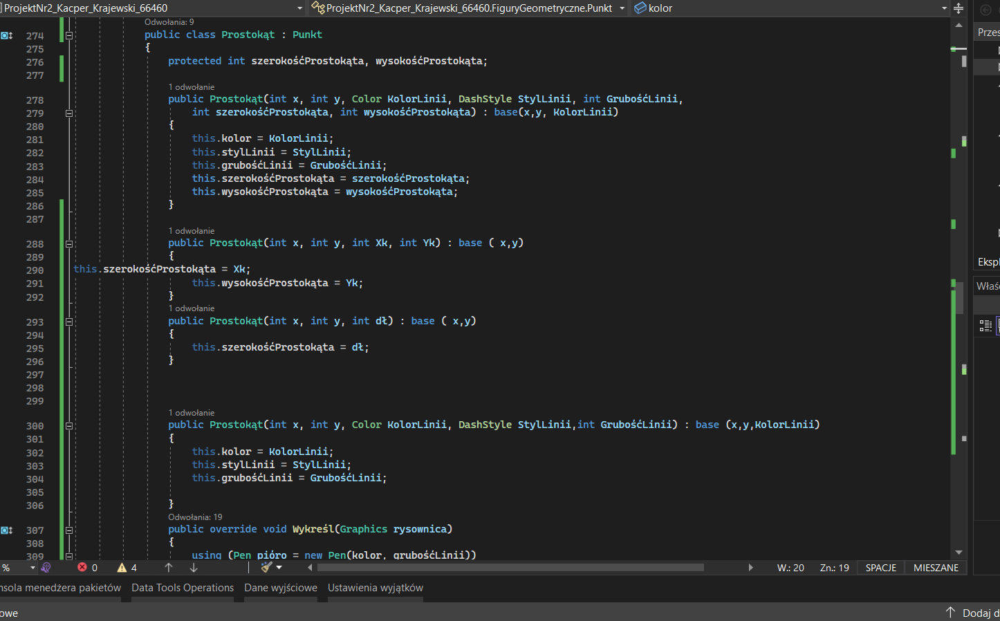 ProjektNr2_Kacper_Krajewski_66460 ProjektNr2_Kacper_Krajewski_66460.FiguryGeometryczne.Punkt kolor
Odwołania: 9
274 public class Prostokąt : Punkt
275 {
276 protected int szerokośćProstokąta, wysokośćProstokąta;
277
1 odwołanie
278 public Prostokąt(int x, int y, Color KolorLinii, DashStyle StylLinii, int GrubośćLinii,
279 int szerokośćProstokąta, int wysokośćProstokąta) : base(x,y, KolorLinii)
280 {
281 this.kolor = KolorLinii;
282 this.stylLinii = StylLinii;
283 this.grubośćLinii = GrubośćLinii;
284 this.szerokośćProstokąta = szerokośćProstokąta;
285 this.wysokośćProstokąta = wysokośćProstokąta;
286 }
287
1 odwołanie
288 public Prostokąt(int x, int y, int Xk, int Yk) : base ( x,y)
289 {
290 this.szerokośćProstokąta = Xk;
291 this.wysokośćProstokąta = Yk;
292 }
1 odwołanie
293 public Prostokąt(int x, int y, int dł) : base ( x,y)
294 {
295 this.szerokośćProstokąta = dł;
296 }
297
298
299
1 odwołanie
300 public Prostokąt(int x, int y, Color KolorLinii, DashStyle StylLinii,int GrubośćLinii) : base (x,y,KolorLinii)
301 {
302 this.kolor = KolorLinii;
303 this.stylLinii = StylLinii;
304 this.grubośćLinii = GrubośćLinii;
305
306 }
Odwołania: 19
307 public override void Wykreśl(Graphics rysownica)
308 {
309 using (Pen pióro = new Pen(kolor, grubośćLinii))
% 0 4 W.: 20 Zn.: 19 SPACJE MIESZANE
nsola menedżera pakietów Data Tools Operations Dane wyjściowe Ustawienia wyjątków
owe Dodaj d
Przes
Ekspl
Właś